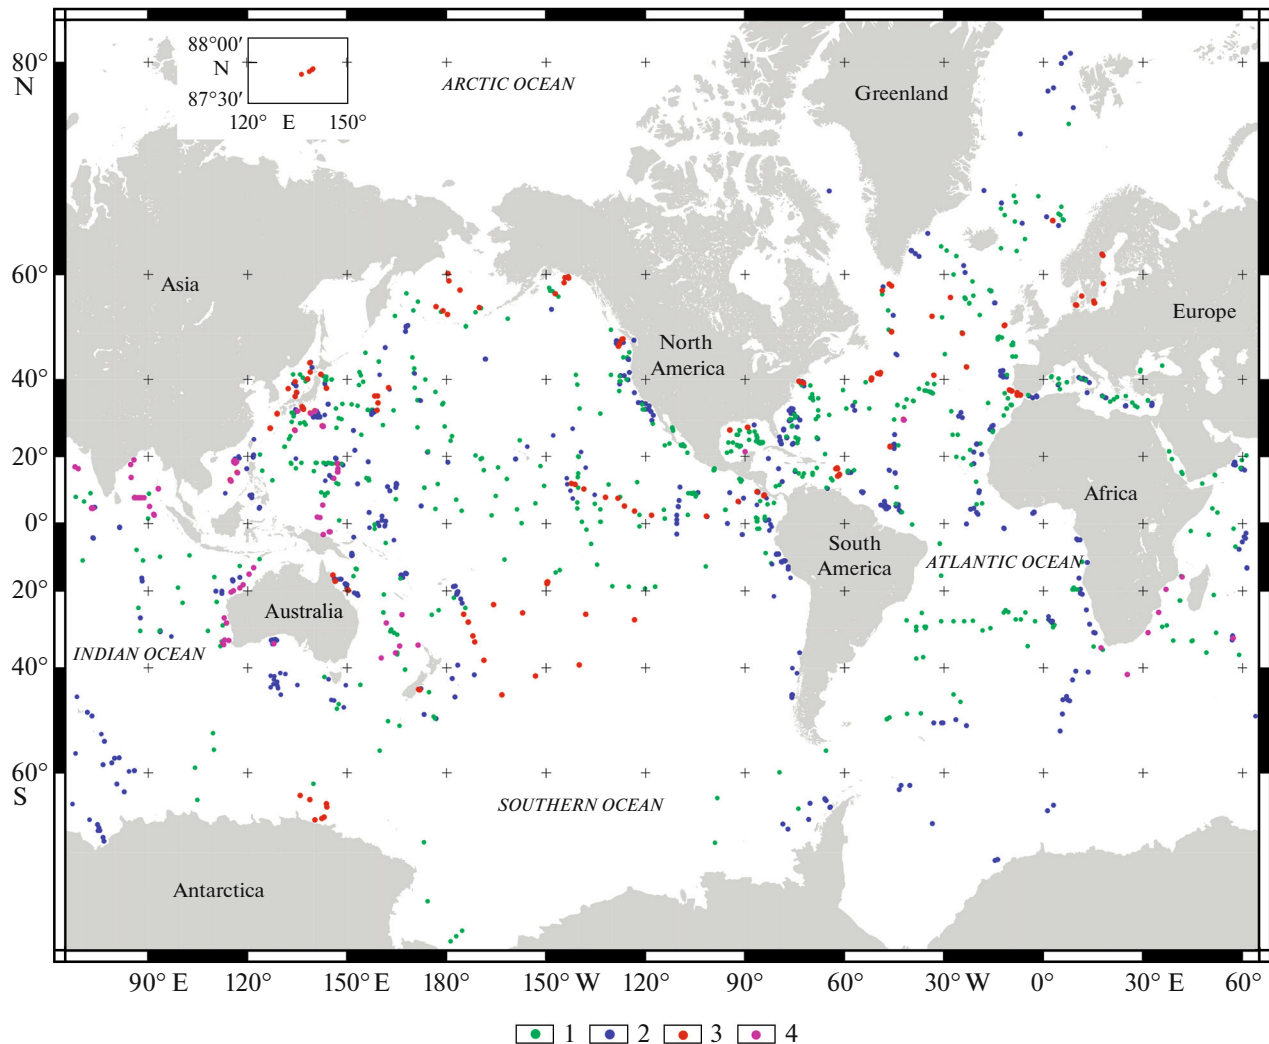 88°00′
N
87°30′
120° E 150°
80°
N
ARCTIC OCEAN
Greenland
60°
Asia
Europe
North
America
40°
20°
Africa
0°
South
America
ATLANTIC OCEAN
20°
Australia
INDIAN OCEAN
40°
60°
S
SOUTHERN OCEAN
Antarctica
90° E 120° 150° E 180° 150° W 120° 90° 60° 30° W 0° 30° E 60°
1 2 3 4